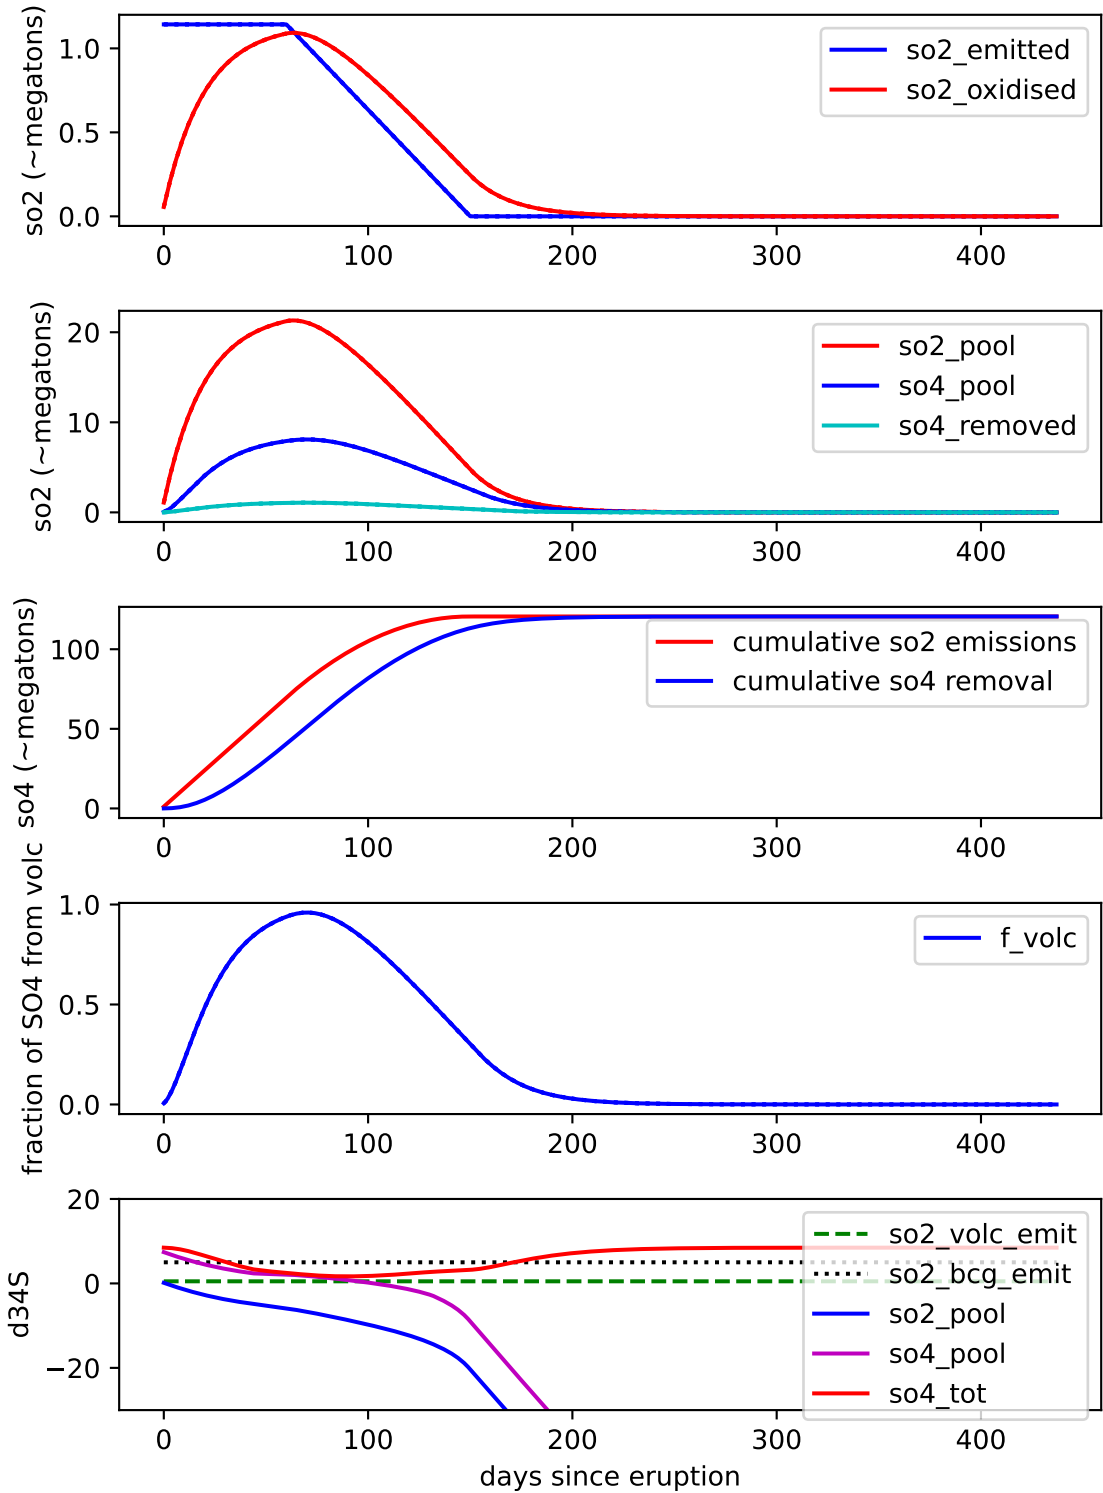 so2 (~megatons)
1.0
0.5
0.0
so2_emitted
so2_oxidised
0 100 200 300 400
so2 (~megatons)
20
10
0
so2_pool
so4_pool
so4_removed
0 100 200 300 400
so4 (~megatons)
100
50
0
cumulative so2 emissions
cumulative so4 removal
0 100 200 300 400
fraction of SO4 from volc
1.0
0.5
0.0
f_volc
0 100 200 300 400
d34S
20
0
−20
so2_volc_emit
so2_bcg_emit
so2_pool
so4_pool
so4_tot
0 100 200 300 400
days since eruption